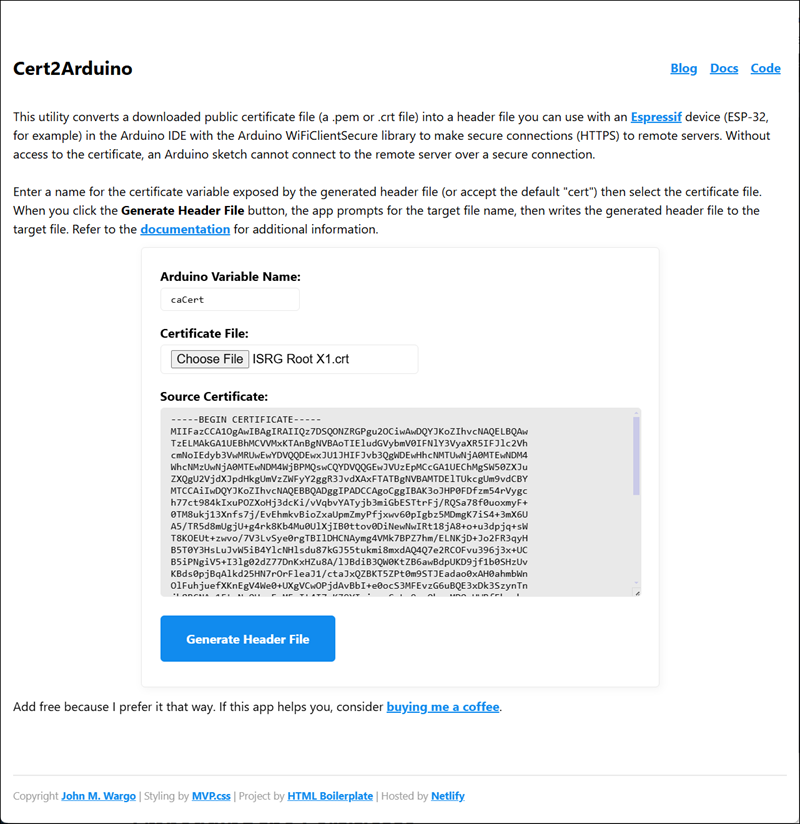 Cert2Arduino
Blog Docs Code
This utility converts a downloaded public certificate file (a .pem or .crt file) into a header file you can use with an Espressif device (ESP-32,
for example) in the Arduino IDE with the Arduino WiFiClientSecure library to make secure connections (HTTPS) to remote servers. Without
access to the certificate, an Arduino sketch cannot connect to the remote server over a secure connection.
Enter a name for the certificate variable exposed by the generated header file (or accept the default "cert") then select the certificate file.
When you click the Generate Header File button, the app prompts for the target file name, then writes the generated header file to the
target file. Refer to the documentation for additional information.
Arduino Variable Name:
caCert
Certificate File:
Choose File ISRG Root X1.crt
Source Certificate:
-----BEGIN CERTIFICATE-----
MIIFazCCA1OgAwIBAgIRAIIQz7DSQONZRGPgu2OCiwAwDQYJKoZIhvcNAQELBQAw
TzELMAkGA1UEBhMCVVMxKTAnBgNVBAoTIEludGVybmV0IFNlY3VyaXR5IFJlc2Vh
cmNoIEdyb3VwMRUwEwYDVQQDEwxJU1JHIFJvb3QgWDEwHhcNMTUwNjA0MTEwNDM4
WhcNMzUwNjA0MTEwNDM4WjBPMQswCQYDVQQGEwJVUzEpMCcGA1UEChMgSW50ZXJu
ZXQgU2VjdXJpdHkgUmVzZWFyY2ggR3JvdXAxFTATBgNVBAMTDElTUkcgUm9vdCBY
MTCCAiIwDQYJKoZIhvcNAQEBBQADggIPADCCAgoCggIBAK3oJHP0FDfzm54rVygc
h77ct984kIxuPOZXoHj3dcKi/vVqbvYATyjb3miGbESTtrFj/RQSa78f0uoxmyF+
0TM8ukj13Xnfs7j/EvEhmkvBioZxaUpmZmyPfjxwv60pIgbz5MDmgK7iS4+3mX6U
A5/TR5d8mUgjU+g4rk8Kb4Mu0UlXjIB0ttov0DiNewNwIRt18jA8+o+u3dpjq+sW
T8KOEUt+zwvo/7V3LvSye0rgTBIlDHCNAymg4VMk7BPZ7hm/ELNKjD+Jo2FR3qyH
B5T0Y3HsLuJvW5iB4YlcNHlsdu87kGJ55tukmi8mxdAQ4Q7e2RCOFvu396j3x+UC
B5iPNgiV5+I3lg02dZ77DnKxHZu8A/lJBdiB3QW0KtZB6awBdpUKD9jf1b0SHzUv
KBds0pjBqAlkd25HN7rOrFleaJ1/ctaJxQZBKT5ZPt0m9STJEadao0xAH0ahmbWn
OlFuhjuefXKnEgV4We0+UXgVCwOPjdAvBbI+e0ocS3MFEvzG6uBQE3xDk3SzynTn
Generate Header File
Add free because I prefer it that way. If this app helps you, consider buying me a coffee.
Copyright John M. Wargo | Styling by MVP.css | Project by HTML Boilerplate | Hosted by Netlify